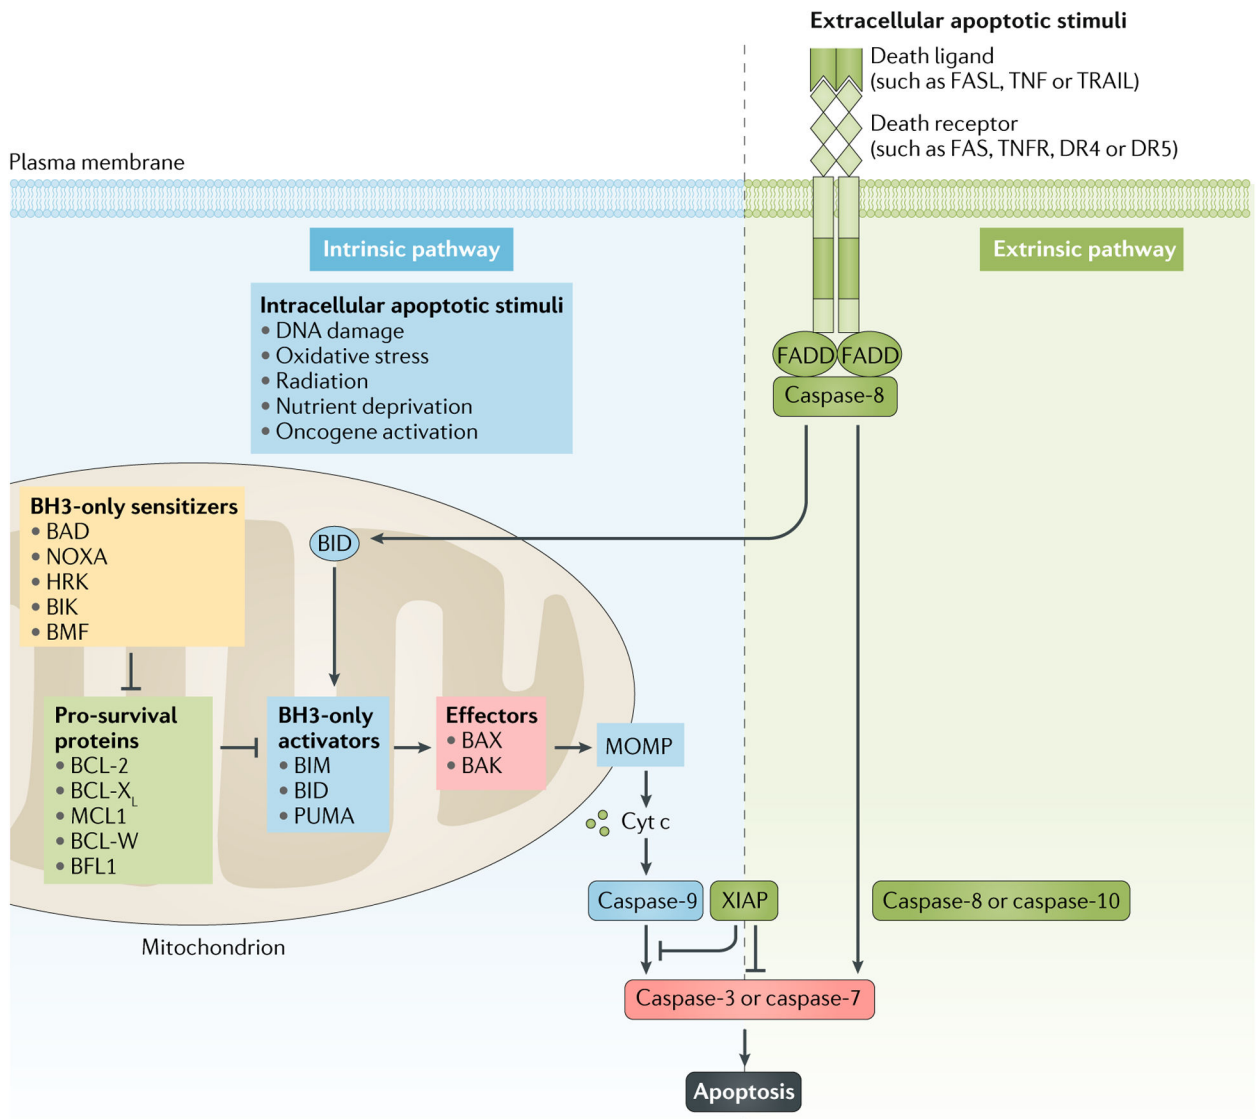 Extracellular apoptotic stimuli
Death ligand
(such as FASL, TNF or TRAIL)
Death receptor
(such as FAS, TNFR, DR4 or DR5)
Plasma membrane
Intrinsic pathway
Extrinsic pathway
Intracellular apoptotic stimuli
• DNA damage
• Oxidative stress
• Radiation
• Nutrient deprivation
• Oncogene activation
FADD FADD
Caspase-8
BH3-only sensitizers
• BAD
• NOXA
• HRK
• BIK
• BMF
BID
Pro-survival
proteins
• BCL-2
• BCL-XL
• MCL1
• BCL-W
• BFL1
BH3-only
activators
• BIM
• BID
• PUMA
Effectors
• BAX
• BAK
MOMP
Cyt c
Caspase-9
XIAP
Caspase-8 or caspase-10
Mitochondrion
Caspase-3 or caspase-7
Apoptosis